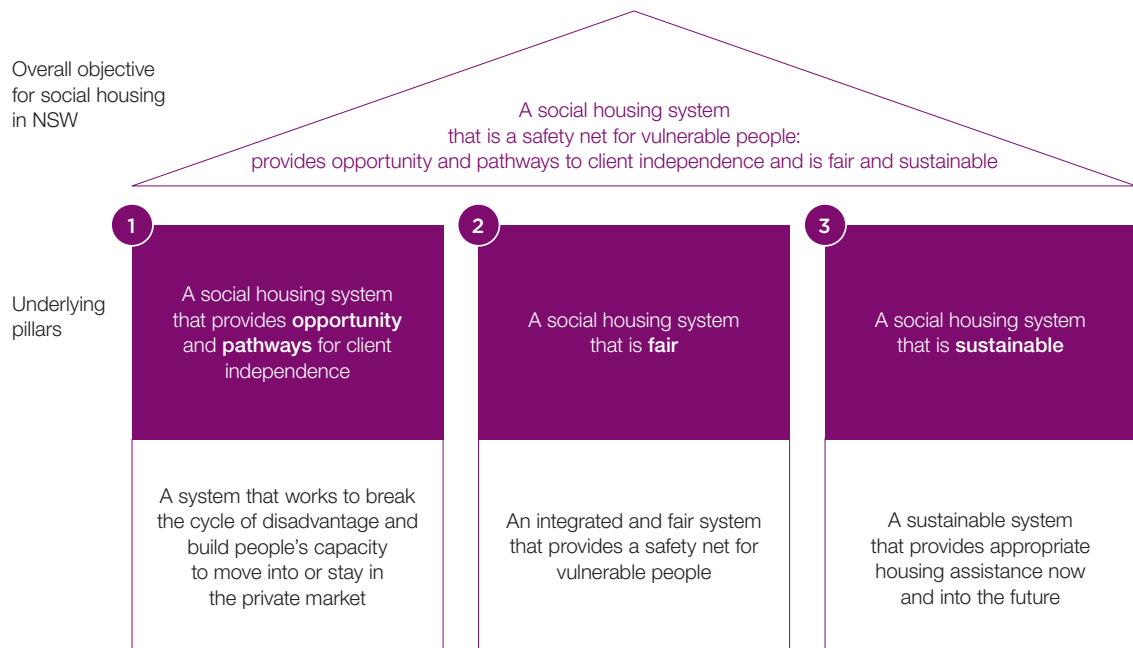 Overall objective
for social housing
in NSW
A social housing system
that is a safety net for vulnerable people:
provides opportunity and pathways to client independence and is fair and sustainable
Underlying
pillars
1
A social housing system
that provides opportunity
and pathways for client
independence
A system that works to break
the cycle of disadvantage and
build people’s capacity
to move into or stay in
the private market
2
A social housing system
that is fair
An integrated and fair system
that provides a safety net for
vulnerable people
3
A social housing system
that is sustainable
A sustainable system
that provides appropriate
housing assistance now
and into the future